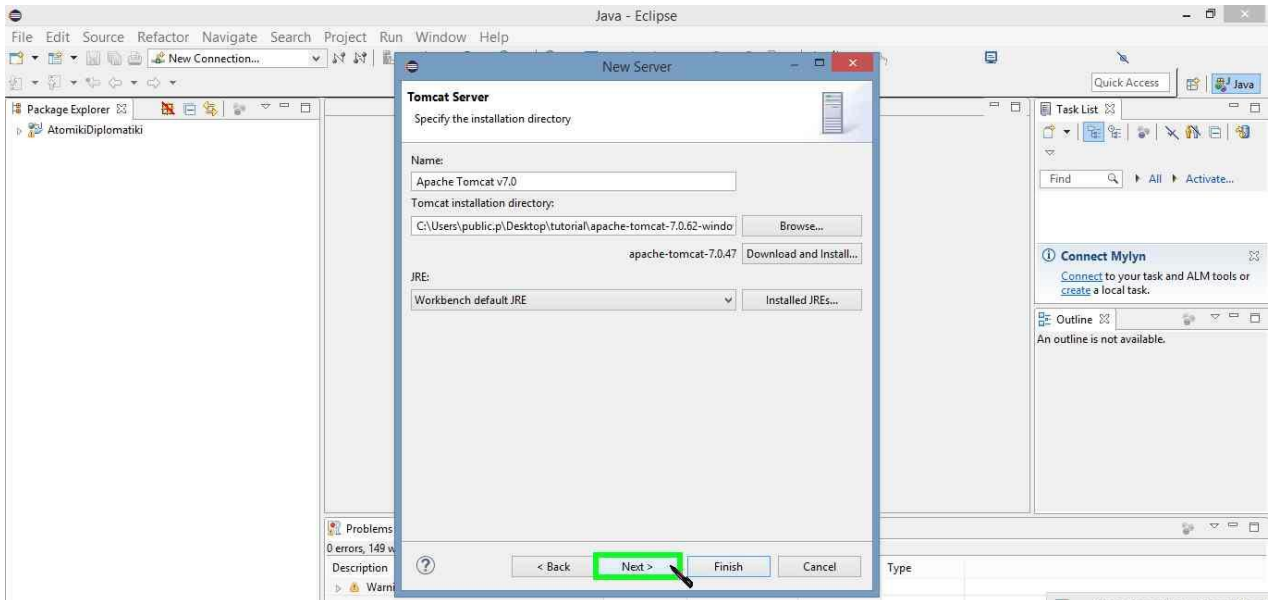 Java - Eclipse
File Edit Source Refactor Navigate Search Project Run Window Help
New Connection...
Quick Access
Java
Package Explorer
AtomikiDiplomatiki
New Server
Tomcat Server
Specify the installation directory
Name:
Apache Tomcat v7.0
Tomcat installation directory:
C:\Users\public.p\Desktop\tutorial\apache-tomcat-7.0.62-windo
Browse...
apache-tomcat-7.0.47
Download and Install...
JRE:
Workbench default JRE
Installed JREs...
< Back
Next >
Finish
Cancel
Task List
Find
All
Activate...
Connect Mylyn
Connect to your task and ALM tools or
create a local task.
Outline
An outline is not available.
Problems
0 errors, 149 w
Description
Type
Warni